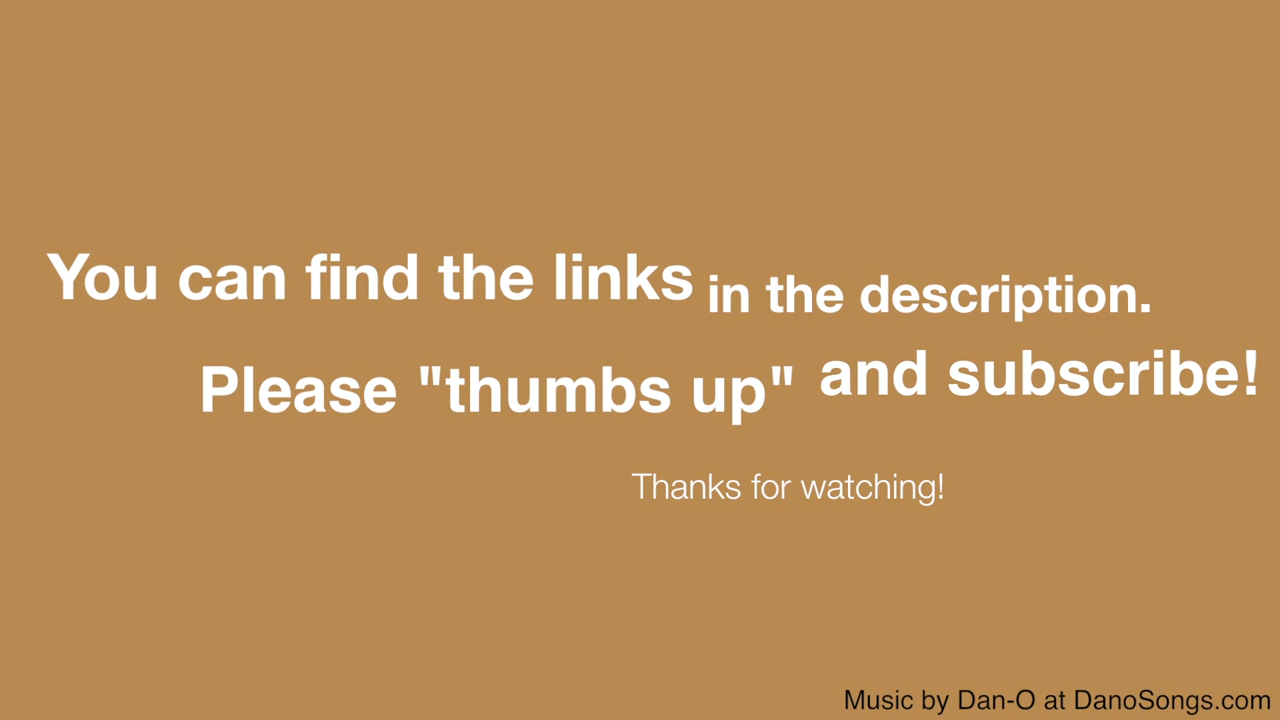 You can find the links in the description.
Please "thumbs up" and subscribe!
Thanks for watching!
Music by Dan-O at DanoSongs.com